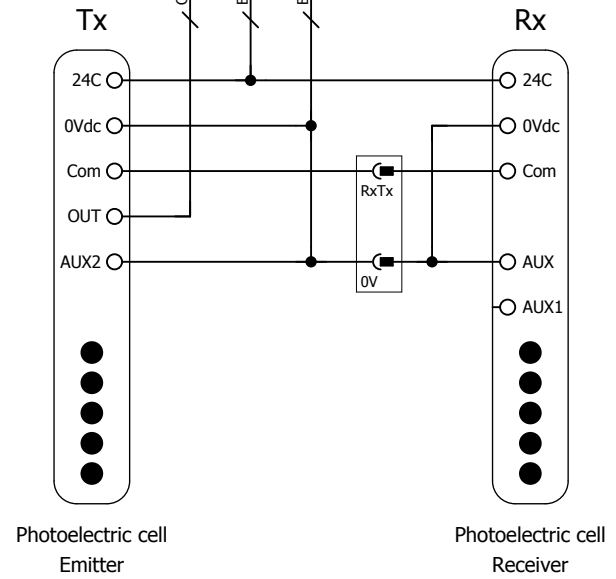 Tx
Rx
24C
24C
0Vdc
0Vdc
Com
RxTx
Com
OUT
AUX2
0V
AUX
AUX1
Photoelectric cell
Emitter
Photoelectric cell
Receiver